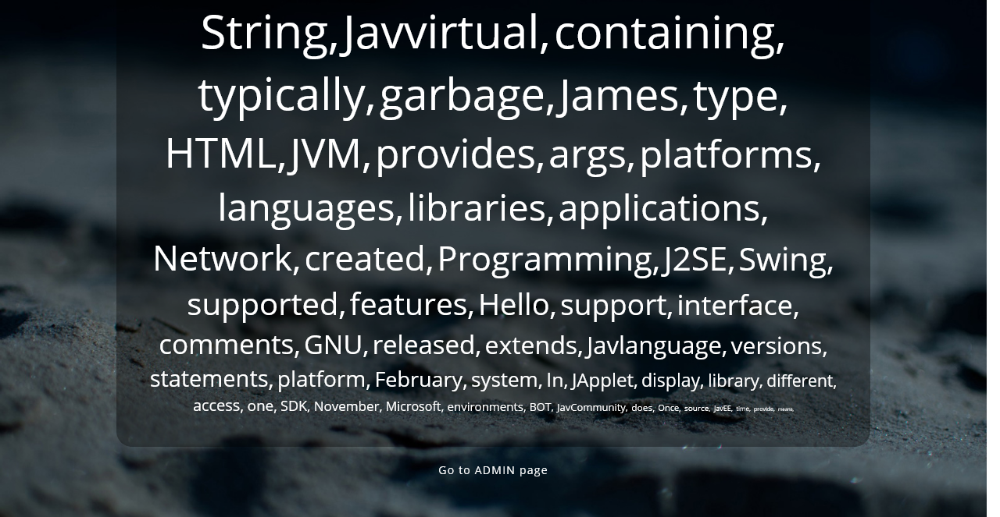 String, Javvirtual, containing,
typically, garbage, James, type,
HTML, JVM, provides, args, platforms,
languages, libraries, applications,
Network, created, Programming, J2SE, Swing,
supported, features, Hello, support, interface,
comments, GNU, released, extends, Javlanguage, versions,
statements, platform, February, system, In, JApplet, display, library, different,
access, one, SDK, November, Microsoft, environments, BOT, JavCommunity, does, Once, source, JavEE, time, provide, means,
Go to ADMIN page